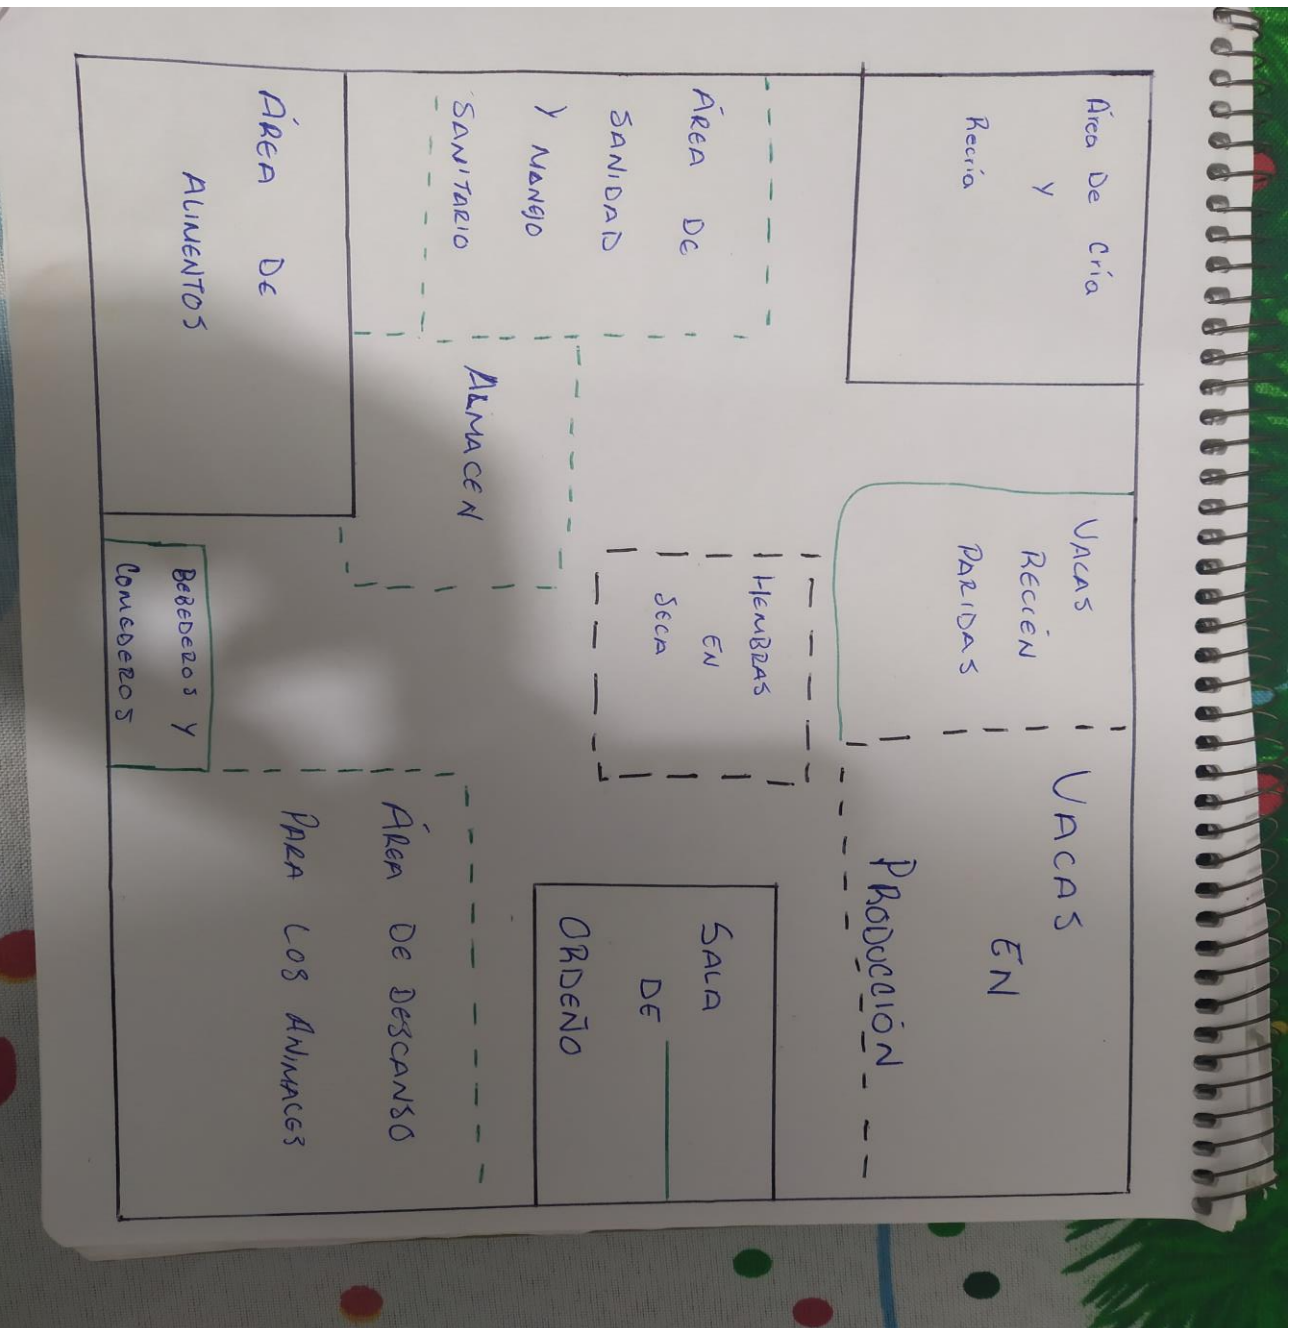 Área De Cría
Y
Recría
VACAS
RECIÉN
PARIDAS
VACAS
EN
PRODUCCIÓN
ÁREA DE
SANIDAD
Y MANEJO
SANITARIO
HEMBRAS
EN
SECA
SALA
DE
ORDEÑO
ALMACEN
ÁREA DE
ALIMENTOS
BEBEDEROS Y
COMEDEROS
ÁREA DE DESCANSO
PARA LOS ANIMALES